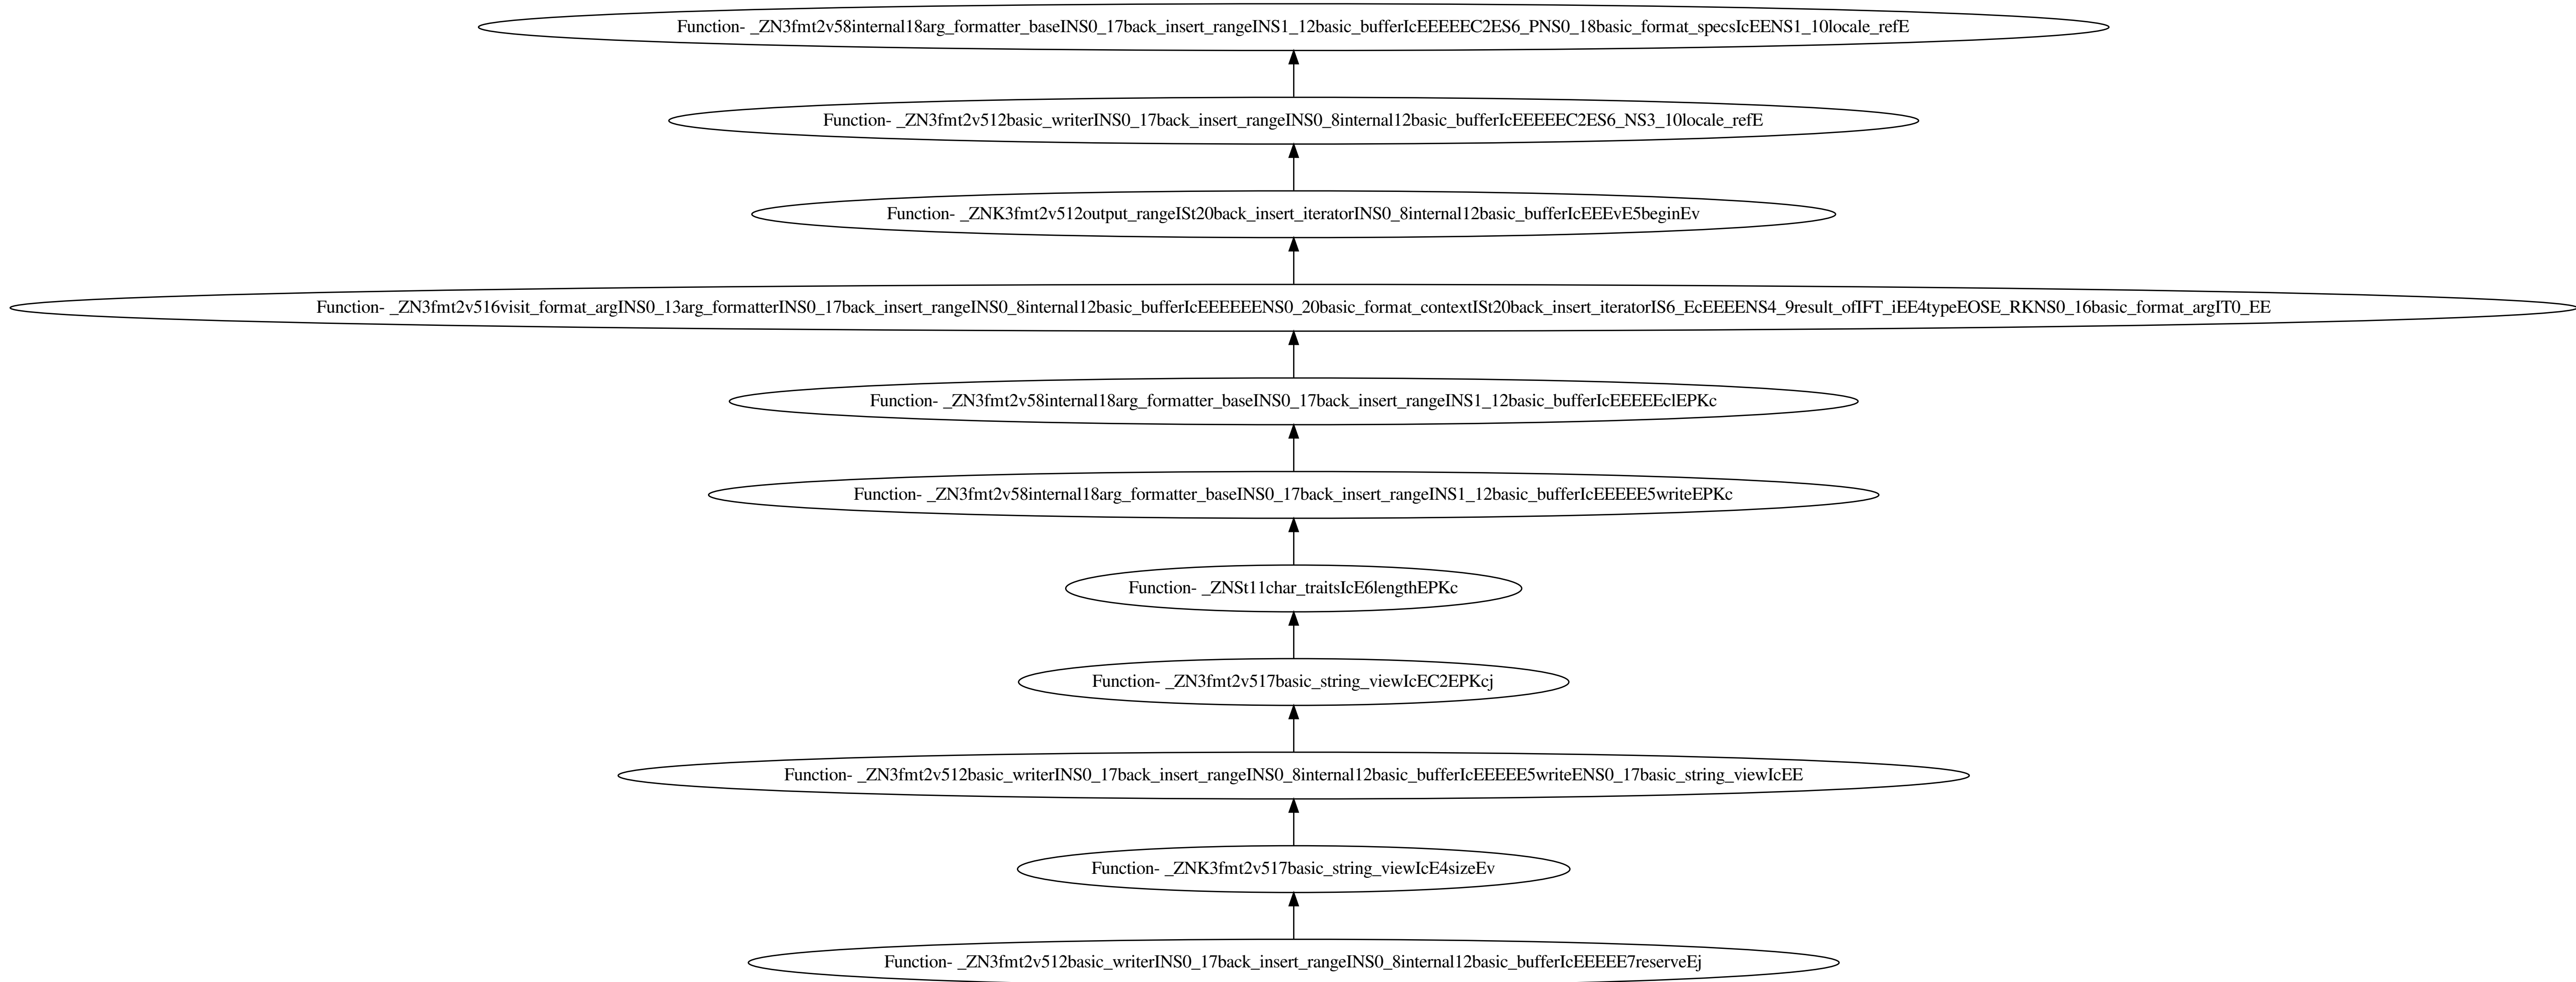 Function- _ZN3fmt2v58internal18arg_formatter_baseINS0_17back_insert_rangeINS1_12basic_bufferIcEEEEEC2ES6_PNS0_18basic_format_specsIcEENS1_10locale_refE
Function- _ZN3fmt2v512basic_writerINS0_17back_insert_rangeINS0_8internal12basic_bufferIcEEEEEC2ES6_NS3_10locale_refE
Function- _ZNK3fmt2v512output_rangeISt20back_insert_iteratorINS0_8internal12basic_bufferIcEEEvE5beginEv
Function- _ZN3fmt2v516visit_format_argINS0_13arg_formatterINS0_17back_insert_rangeINS0_8internal12basic_bufferIcEEEEEENS0_20basic_format_contextISt20back_insert_iteratorIS6_EcEEEENS4_9result_ofIFT_iEE4typeEOSE_RKNS0_16basic_format_argIT0_EE
Function- _ZN3fmt2v58internal18arg_formatter_baseINS0_17back_insert_rangeINS1_12basic_bufferIcEEEEEclEPKc
Function- _ZN3fmt2v58internal18arg_formatter_baseINS0_17back_insert_rangeINS1_12basic_bufferIcEEEEE5writeEPKc
Function- _ZNSt11char_traitsIcE6lengthEPKc
Function- _ZN3fmt2v517basic_string_viewIcEC2EPKcj
Function- _ZN3fmt2v512basic_writerINS0_17back_insert_rangeINS0_8internal12basic_bufferIcEEEEE5writeENS0_17basic_string_viewIcEE
Function- _ZNK3fmt2v517basic_string_viewIcE4sizeEv
Function- _ZN3fmt2v512basic_writerINS0_17back_insert_rangeINS0_8internal12basic_bufferIcEEEEE7reserveEj